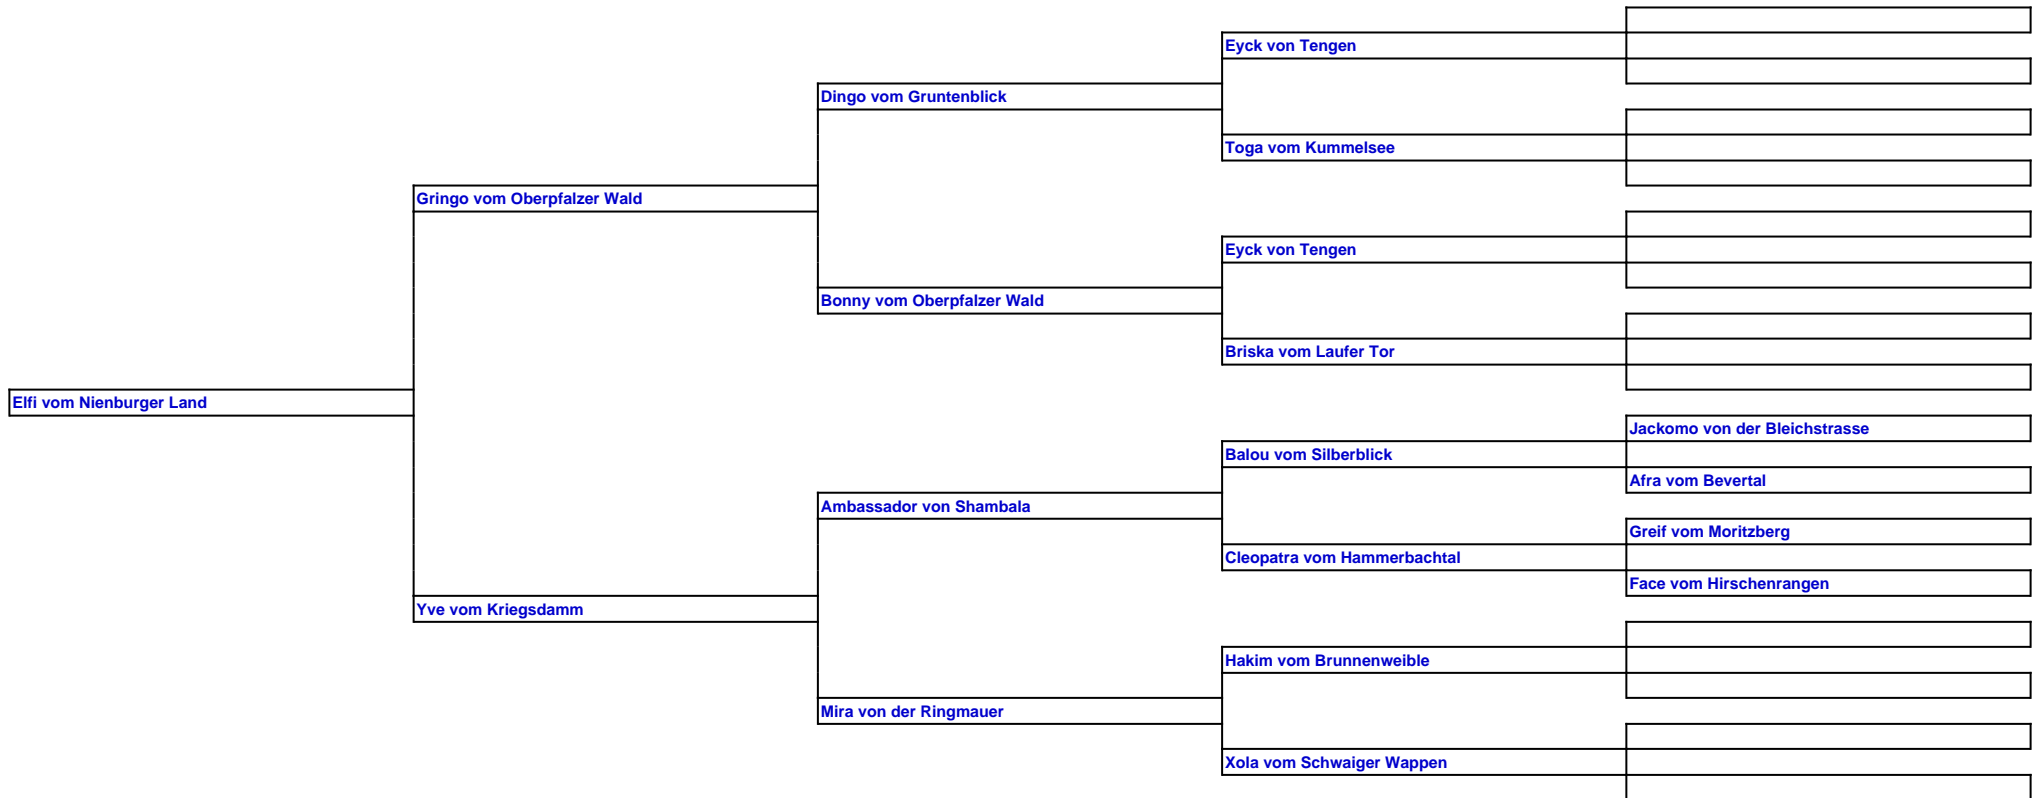 Eyck von Tengen
Dingo vom Gruntenblick
Toga vom Kummelsee
Gringo vom Oberpfalzer Wald
Eyck von Tengen
Bonny vom Oberpfalzer Wald
Briska vom Laufer Tor
Elfi vom Nienburger Land
Jackomo von der Bleichstrasse
Balou vom Silberblick
Afra vom Bevertal
Ambassador von Shambala
Greif vom Moritzberg
Cleopatra vom Hammerbachtal
Face vom Hirschenrangen
Yve vom Kriegsdamm
Hakim vom Brunnenweible
Mira von der Ringmauer
Xola vom Schwaiger Wappen